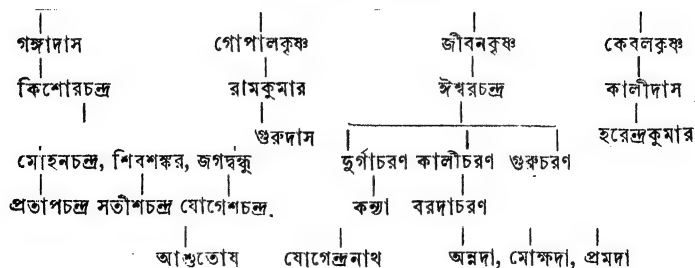 গঙ্গাদাস গোপালকৃষ্ণ জীবনকৃষ্ণ কেবলকৃষ্ণ
কিশোরচন্দ্র রামকুমার ঈশ্বরচন্দ্র কালীদাস
গুরুদাস হরেন্দ্রকুমার
মোহনচন্দ্র, শিবশঙ্কর, জগদ্বন্ধু দুর্গাচরণ কালীচরণ গুরুচরণ
প্রতাপচন্দ্র সতীশচন্দ্র যোগেশচন্দ্র. কন্যা বরদাচরণ
আশুতোষ যোগেন্দ্রনাথ অন্নদা, মোক্ষদা, প্রমদা